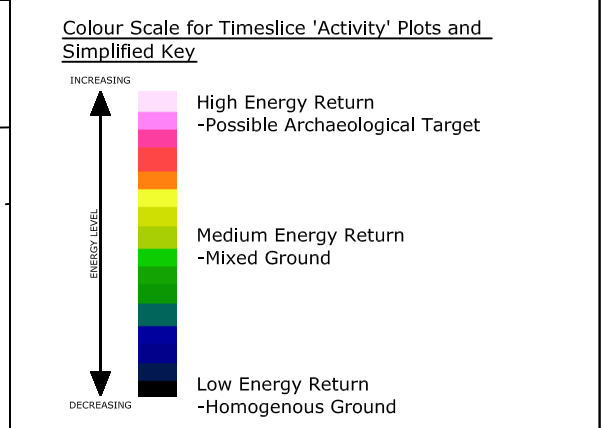 Colour Scale for Timeslice 'Activity' Plots and
Simplified Key
INCREASING
High Energy Return
-Possible Archaeological Target
ENERGY LEVEL
Medium Energy Return
-Mixed Ground
Low Energy Return
-Homogenous Ground
DECREASING